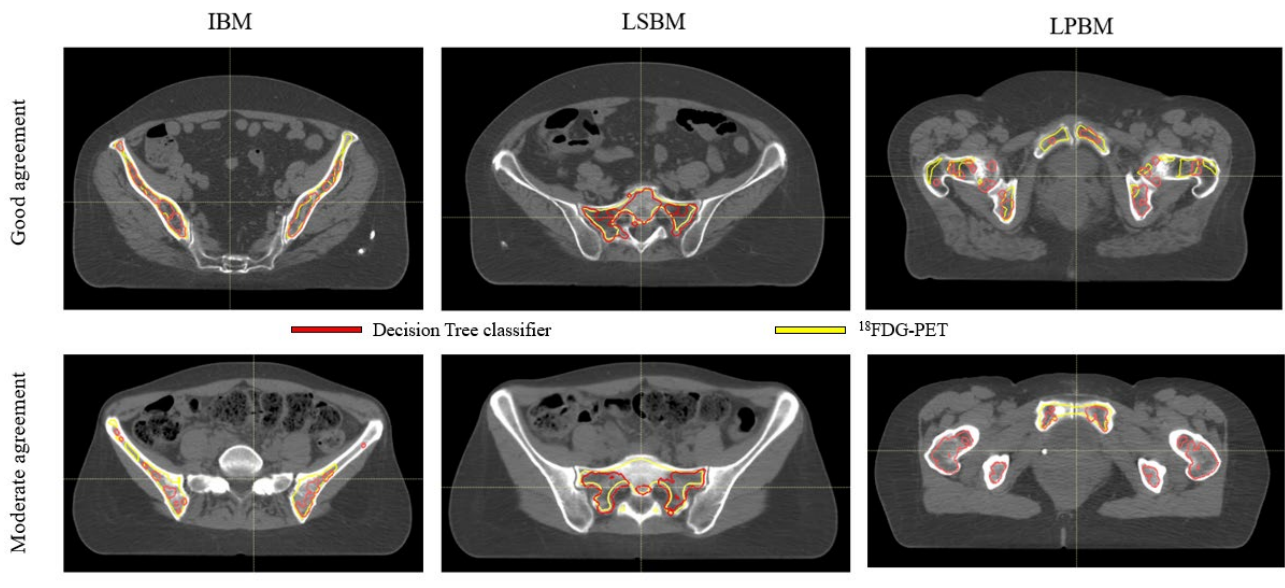 IBM
LSBM
LPBM
Good agreement
Decision Tree classifier
¹⁸FDG-PET
Moderate agreement